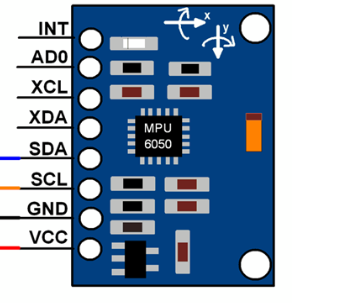 INT
x
AD0
y
XCL
XDA
MPU
6050
SDA
SCL
GND
VCC